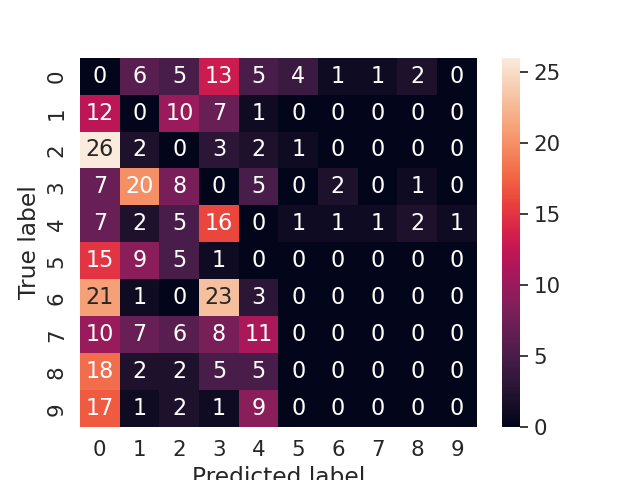 0 0 6 5 13 5 4 1 1 2 0
1 12 0 10 7 1 0 0 0 0 0
2 26 2 0 3 2 1 0 0 0 0
3 7 20 8 0 5 0 2 0 1 0
4 7 2 5 16 0 1 1 1 2 1
5 15 9 5 1 0 0 0 0 0 0
6 21 1 0 23 3 0 0 0 0 0
7 10 7 6 8 11 0 0 0 0 0
8 18 2 2 5 5 0 0 0 0 0
9 17 1 2 1 9 0 0 0 0 0
0 1 2 3 4 5 6 7 8 9
Predicted label
True label
25
20
15
10
5
0